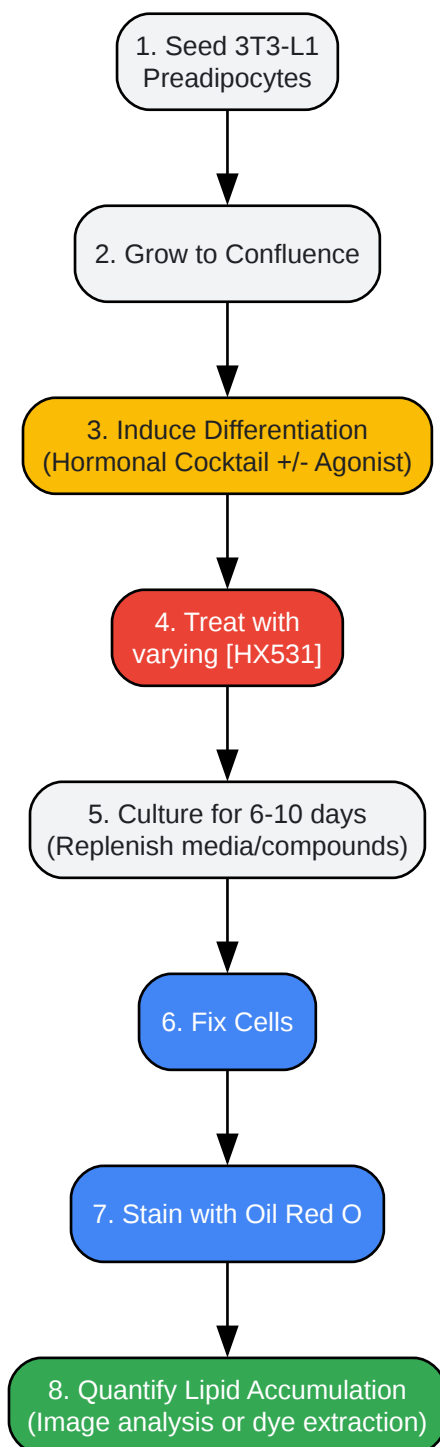 1. Seed 3T3-L1
Preadipocytes
2. Grow to Confluence
3. Induce Differentiation
(Hormonal Cocktail +/- Agonist)
4. Treat with
varying [HX531]
5. Culture for 6-10 days
(Replenish media/compounds)
6. Fix Cells
7. Stain with Oil Red O
8. Quantify Lipid Accumulation
(Image analysis or dye extraction)